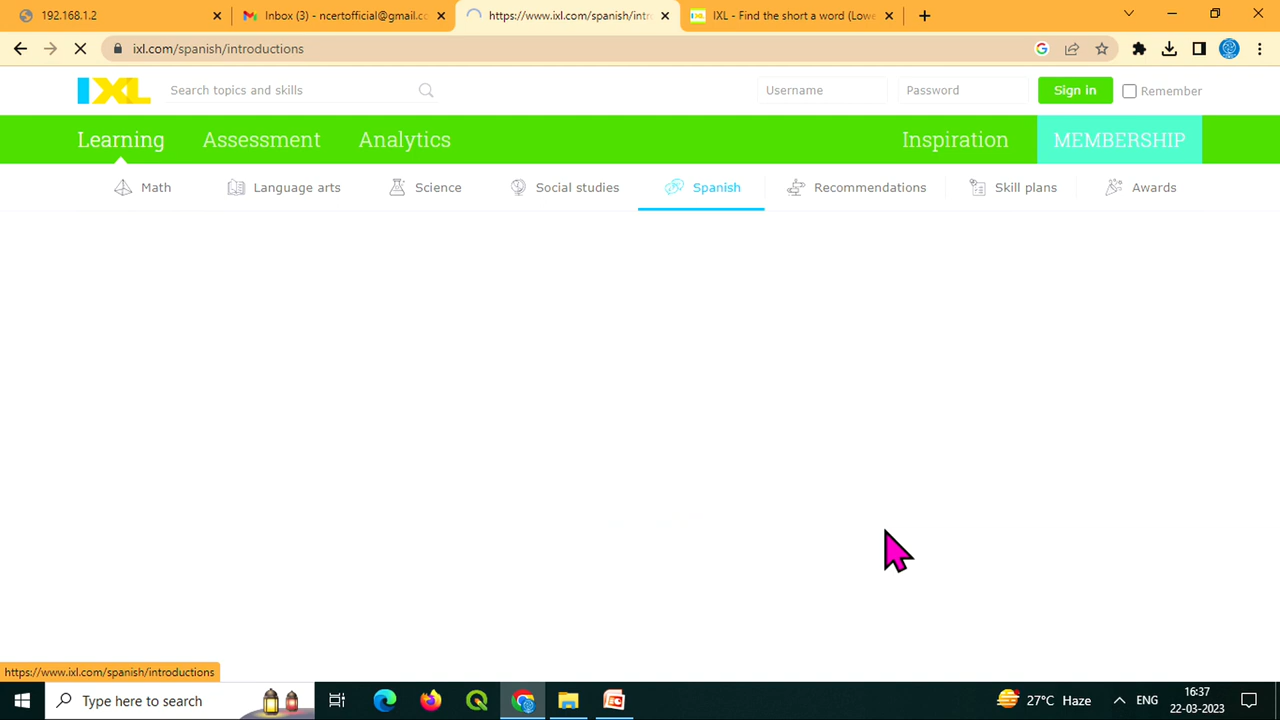 192.168.1.2
Inbox (3) - ncertofficial@gmail.cc
https://www.ixl.com/spanish/intr
IXL - Find the short a word (Lowe
ixl.com/spanish/introductions
IXL
Search topics and skills
Username
Password
Sign in
Remember
Learning
Assessment
Analytics
Inspiration
MEMBERSHIP
Math
Language arts
Science
Social studies
Spanish
Recommendations
Skill plans
Awards
https://www.ixl.com/spanish/introductions
Type here to search
27°C Haze
ENG
16:37
22-03-2023